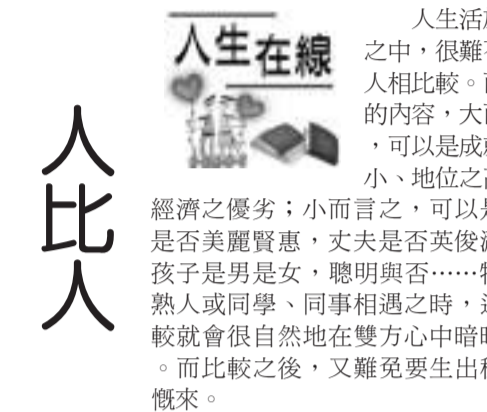 人比人
人生在線
人生活
之中，很難
人相比較。
的內容，大
，可以是成
小、地位之
經濟之優劣；小而言之，可以
是否美麗賢惠，丈夫是否英俊
孩子是男是女，聰明與否……
熟人或同學、同事相遇之時，
較就會很自然地在雙方心中暗
。而比較之後，又難免要生出
慨來。